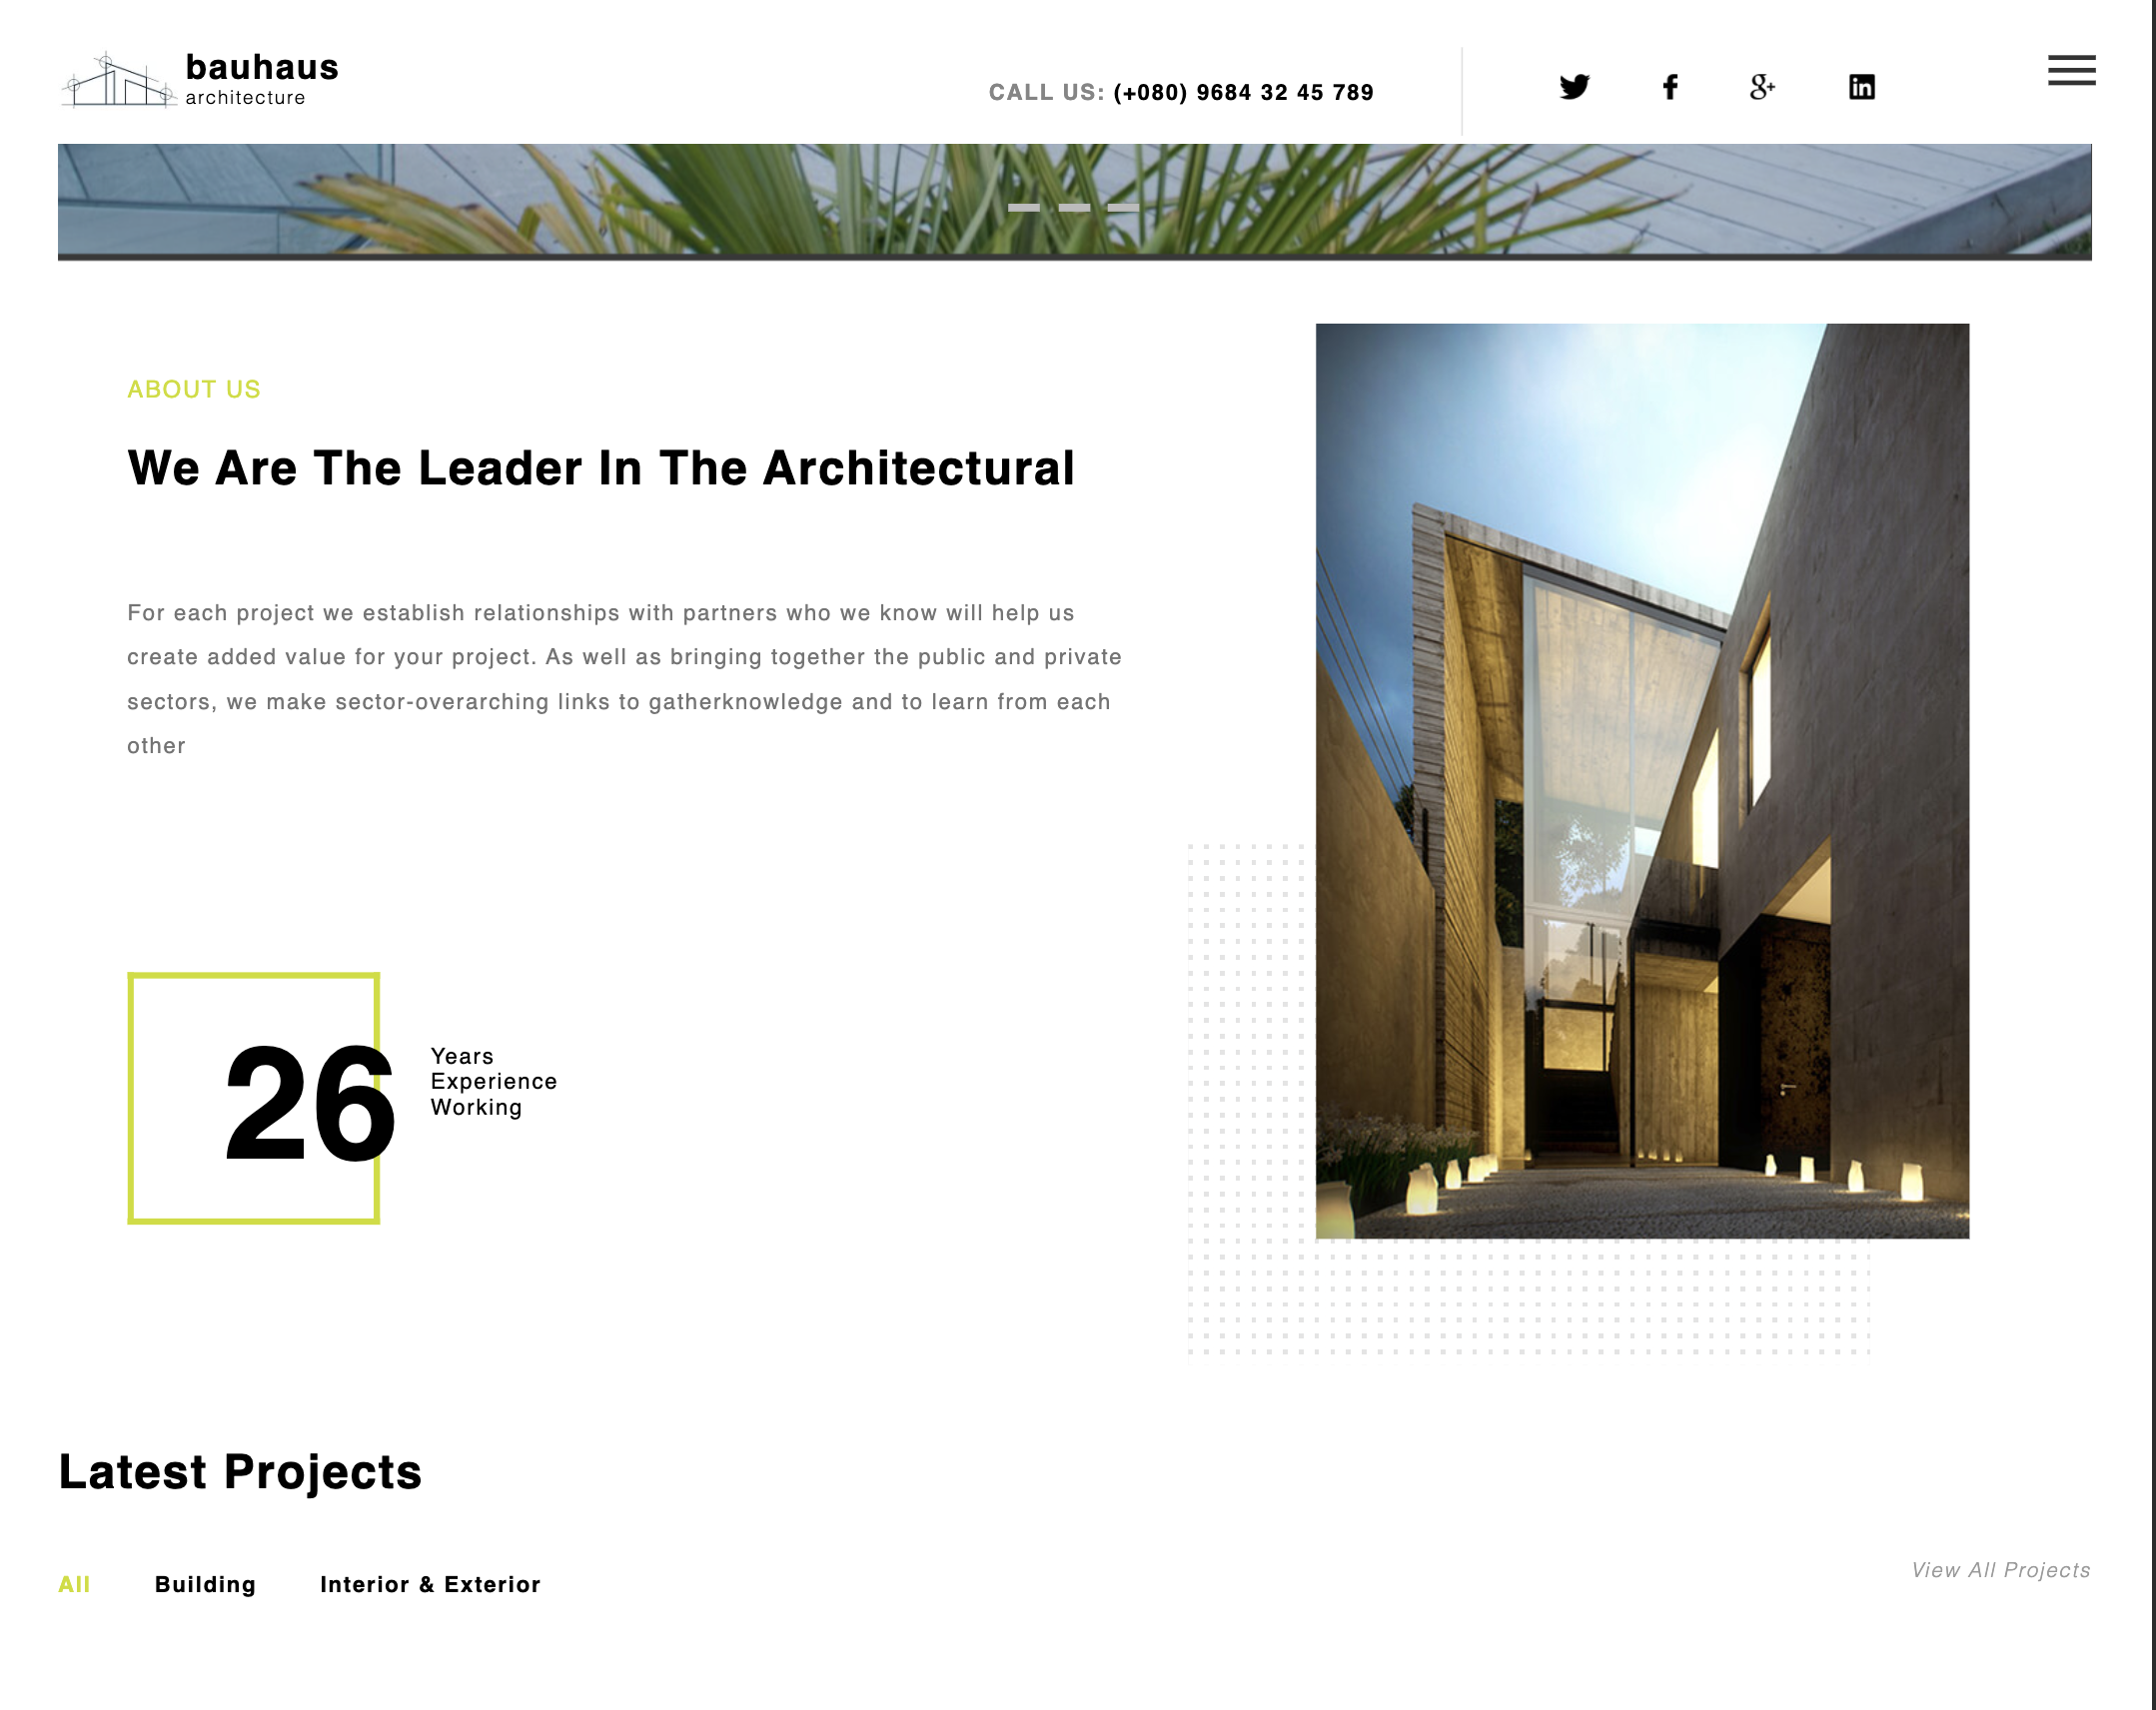 bauhaus
architecture
CALL US: (+080) 9684 32 45 789
ABOUT US
We Are The Leader In The Architectural
For each project we establish relationships with partners who we know will help us
create added value for your project. As well as bringing together the public and private
sectors, we make sector-overarching links to gatherknowledge and to learn from each
other
26
Years
Experience
Working
Latest Projects
All Building Interior & Exterior
View All Projects